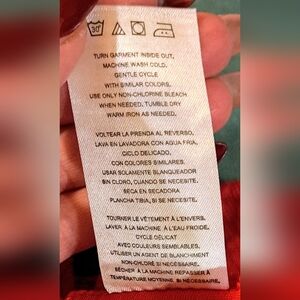 30°
TURN GARMENT INSIDE OUT,
MACHINE WASH COLD,
GENTLE CYCLE
WITH SIMILAR COLORS,
USE ONLY NON-CHLORINE BLEACH
WHEN NEEDED, TUMBLE DRY
WARM IRON AS NEEDED.
VOLTEAR LA PRENDA AL REVERSO,
LAVA EN LAVADORA CON AGUA FRIA,
CICLO DELICADO,
CON COLORES SIMILARES,
USAR SOLAMENTE BLANQUEADOR
SIN CLORO, CUANDO SE NECESITE,
SECA EN SECADORA
PLANCHA TIBIA, SI SE NECESITE.
TOURNER LE VÊTEMENT À L'ENVERS,
LAVER À LA MACHINE À L'EAU FROIDE,
CYCLE DÉLICAT
AVEC COULEURS SEMBLABLES,
UTILISER UN AGENT DE BLANCHIMENT
NON-CHLORE SI NÉCESSAIRE,
SÉCHER À LA MACHINE REPASSER À
TEMPÉRATURE MOYENNE, SI NÉCESSAIRE.